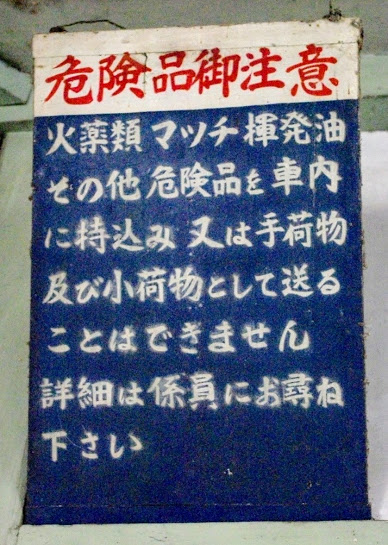 危険品御注意
火薬類 マツチ 揮発油
その他 危険品を 車内
に持込み 又は手荷物
及び小荷物として送る
ことはできません
詳細は係員にお尋ね
下さい